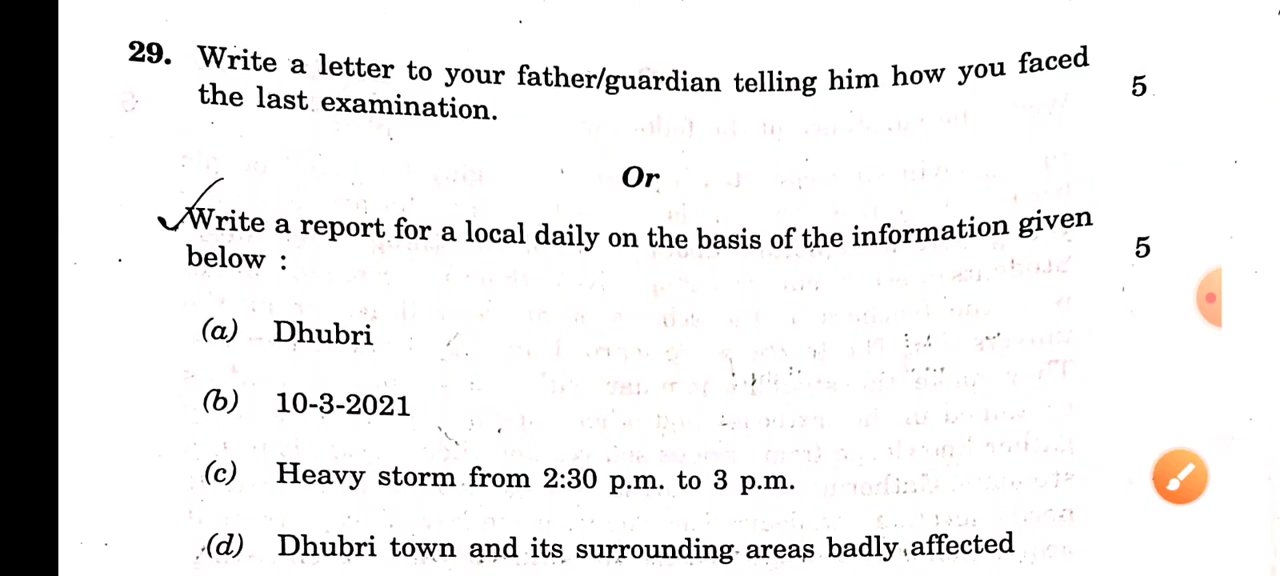 29. Write a letter to your father/guardian telling him how you faced
the last examination. 5
Or
Write a report for a local daily on the basis of the information given
below : 5
(a) Dhubri
(b) 10-3-2021
(c) Heavy storm from 2:30 p.m. to 3 p.m.
(d) Dhubri town and its surrounding areas badly affected